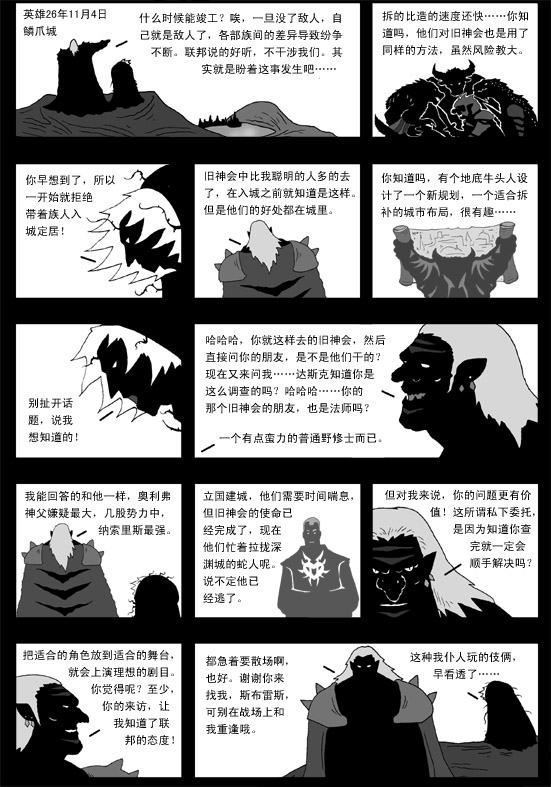 英雄26年11月4日
鳞爪城
什么时候能竣工？唉，一旦没了敌人，自
己就是敌人了，各部族间的差异导致纷争
不断。联邦说的好听，不干涉我们。其
实就是盼着这事发生吧……
拆的比造的速度还快……你知
道吗，他们对旧神会也是用了
同样的方法，虽然风险教大。
你早想到了，所以
一开始就拒绝
带着族人入
城定居！
旧神会中比我聪明的人多的去
了，在入城之前就知道是这样。
但是他们的好处都在城里。
你知道吗，有个地底牛头人设
计了一个新规划，一个适合拆
补的城市布局，很有趣……
别扯开话
题，说我
想知道的！
哈哈哈，你就这样去的旧神会，然后
直接问你的朋友，是不是他们干的？
现在又来问我……达斯克知道你是
这么调查的吗？哈哈哈……你的
那个旧神会的朋友，也是法师吗？
一个有点蛮力的普通野修士而已。
我能回答的和他一样，奥利弗
神父嫌疑最大，几股势力中，
纳索里斯最强。
立国建城，他们需要时间喘息，
但旧神会的使命已
经完成了，现在
他们忙着拉拢深
渊城的蛇人呢。
说不定他已
经逃了。
但对我来说，你的问题更有价
值！这所谓私下委托，
是因为知道你查
完就一定会
顺手解决吗？
把适合的角色放到适合的舞台，
就会上演理想的剧目。
你觉得呢？至少，
你的来访，让
我知道了联
邦的态度！
都急着要散场啊，
也好。谢谢你来
找我，斯布雷斯，
可别在战场上和
我重逢哦。
这种我仆人玩的伎俩，
早看透了……